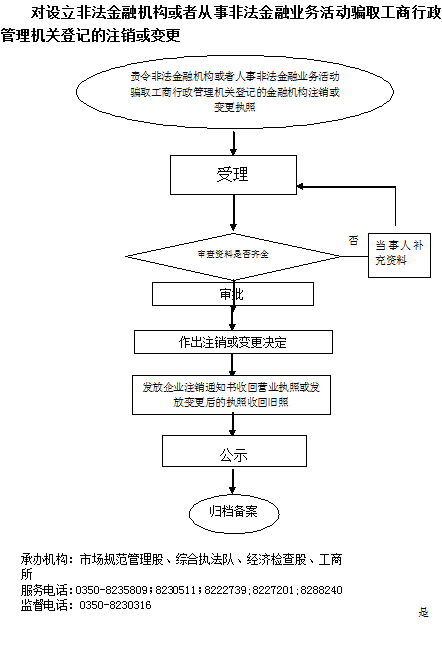 对设立非法金融机构或者从事非法金融业务活动骗取工商行政
管理机关登记的注销或变更
责令非法金融机构或者人事非法金融业务活动
骗取工商行政管理机关登记的金融机构注销或
变更执照
受理
审查资料是否齐全
否
当事人补
充资料
审批
作出注销或变更决定
发放企业注销通知书收回营业执照或发
放变更后的执照收回旧照
公示
归档备案
承办机构：市场规范管理股、综合执法队、经济检查股、工商
所
服务电话：0350-8235809；8230511；8222739；8227201；8288240
监督电话：0350-8230316
是